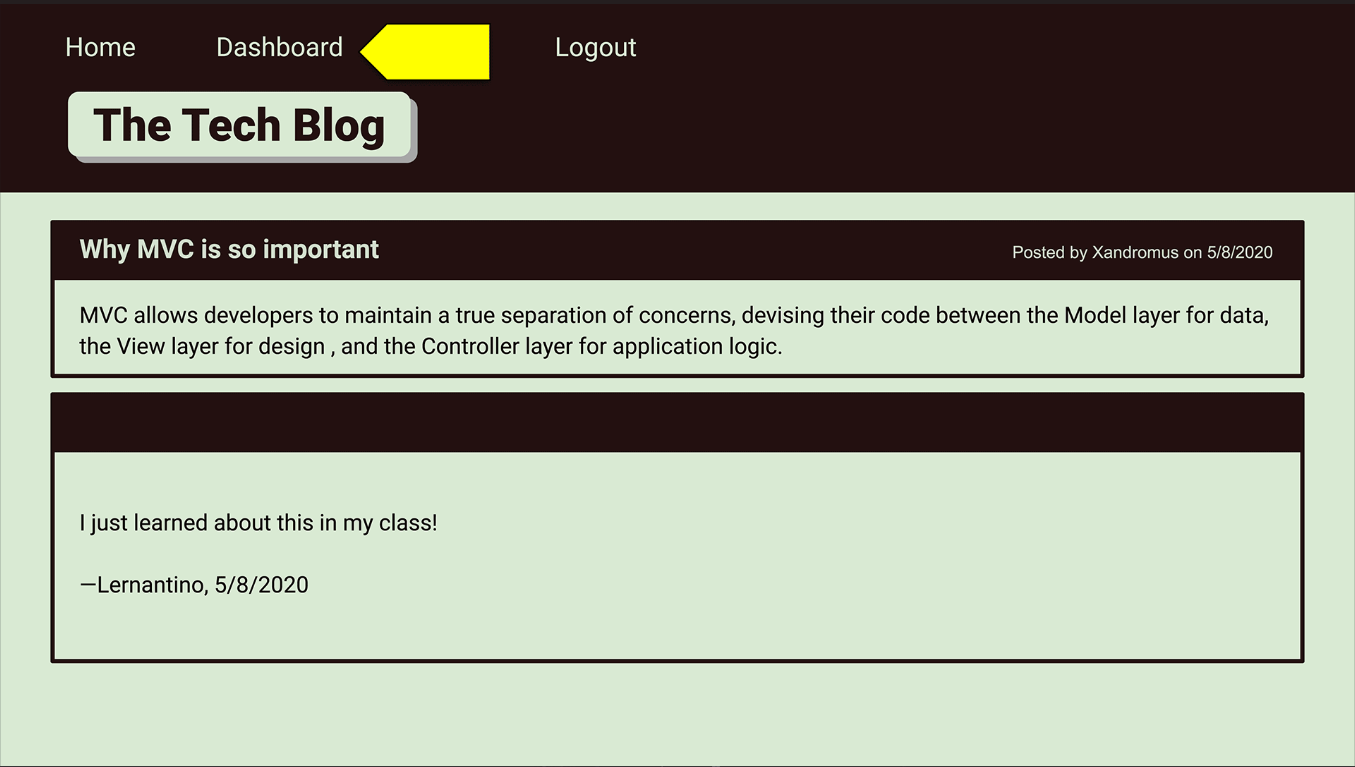 Home Dashboard Logout
The Tech Blog
Why MVC is so important
Posted by Xandromus on 5/8/2020
MVC allows developers to maintain a true separation of concerns, devising their code between the Model layer for data,
the View layer for design , and the Controller layer for application logic.
I just learned about this in my class!
—Lernantino, 5/8/2020